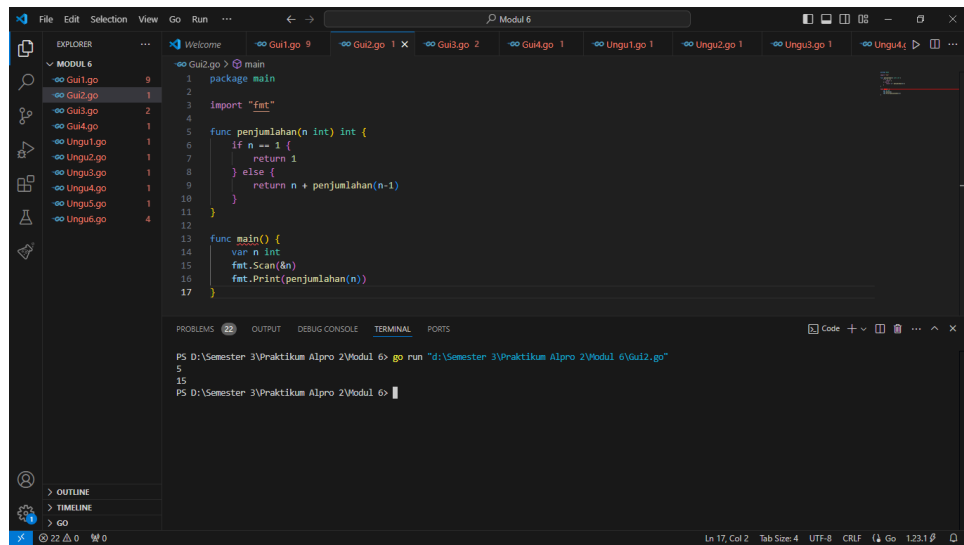 File Edit Selection View Go Run ··· ← → Modul 6
EXPLORER ···
MODUL 6
Gui1.go 9
Gui2.go 1
Gui3.go 2
Gui4.go 1
Ungu1.go 1
Ungu2.go 1
Ungu3.go 1
Ungu4.go 1
Ungu5.go 1
Ungu6.go 4
OUTLINE
TIMELINE
GO
Welcome Gui1.go 9 Gui2.go 1 × Gui3.go 2 Gui4.go 1 Ungu1.go 1 Ungu2.go 1 Ungu3.go 1 Ungu4.g
Gui2.go > main
1 package main
2
3 import "fmt"
4
5 func penjumlahan(n int) int {
6 if n == 1 {
7 return 1
8 } else {
9 return n + penjumlahan(n-1)
10 }
11 }
12
13 func main() {
14 var n int
15 fmt.Scan(&n)
16 fmt.Print(penjumlahan(n))
17 }
PROBLEMS 22 OUTPUT DEBUG CONSOLE TERMINAL PORTS Code
PS D:\Semester 3\Praktikum Alpro 2\Modul 6> go run "d:\Semester 3\Praktikum Alpro 2\Modul 6\Gui2.go"
5
15
PS D:\Semester 3\Praktikum Alpro 2\Modul 6>
1
22 0 0 Ln 17, Col 2 Tab Size: 4 UTF-8 CRLF Go 1.23.1